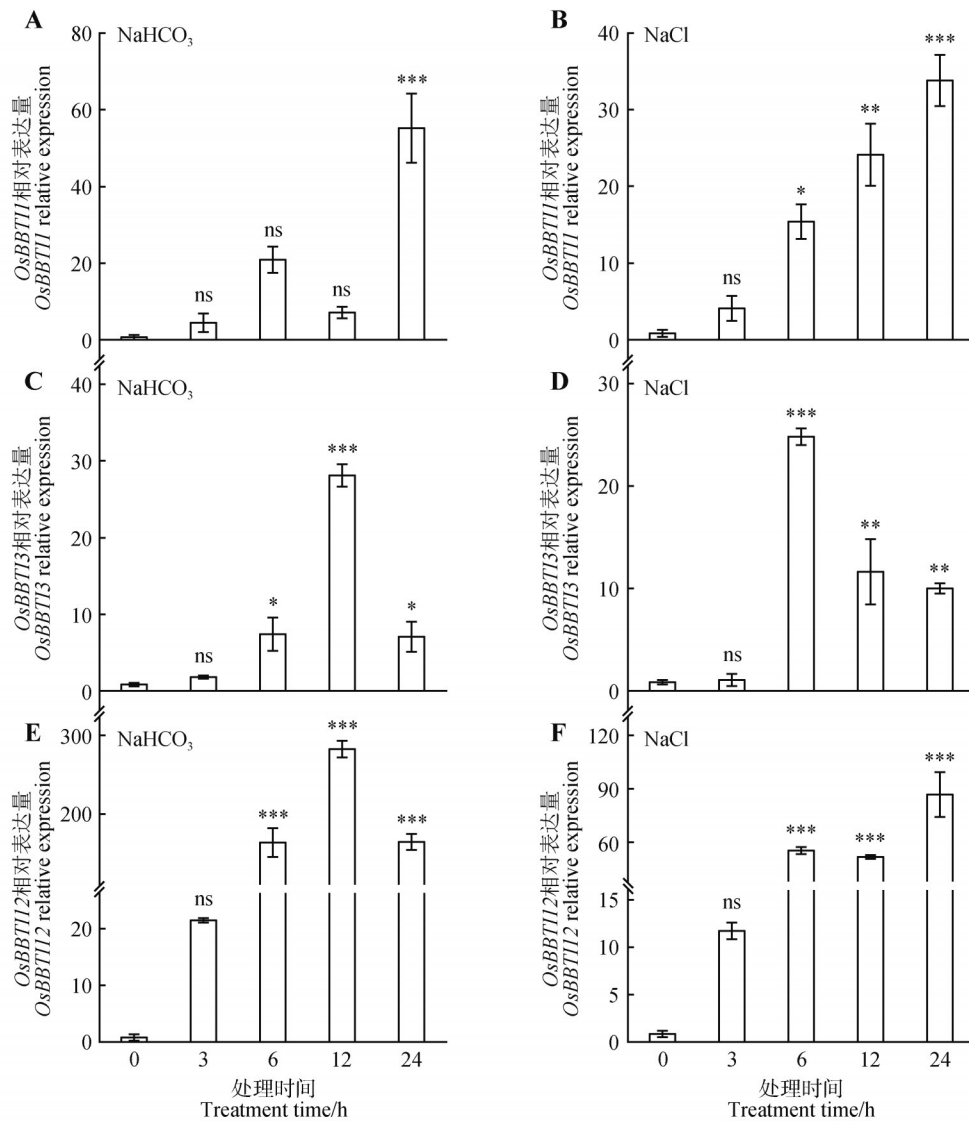 A
NaHCO3
OsBBTI1相对表达量
OsBBTI1 relative expression
80
60
40
20
0
ns
ns
ns
***
B
NaCl
OsBBTI1相对表达量
OsBBTI1 relative expression
40
30
20
10
0
ns
*
**
***
C
NaHCO3
OsBBTI3相对表达量
OsBBTI3 relative expression
40
30
20
10
0
ns
*
***
*
D
NaCl
OsBBTI3相对表达量
OsBBTI3 relative expression
30
20
10
0
ns
***
**
**
E
NaHCO3
OsBBTI12相对表达量
OsBBTI12 relative expression
300
200
20
10
0
ns
***
***
***
0 3 6 12 24
处理时间
Treatment time/h
F
NaCl
OsBBTI12相对表达量
OsBBTI12 relative expression
120
90
60
15
10
5
0
ns
***
***
***
0 3 6 12 24
处理时间
Treatment time/h